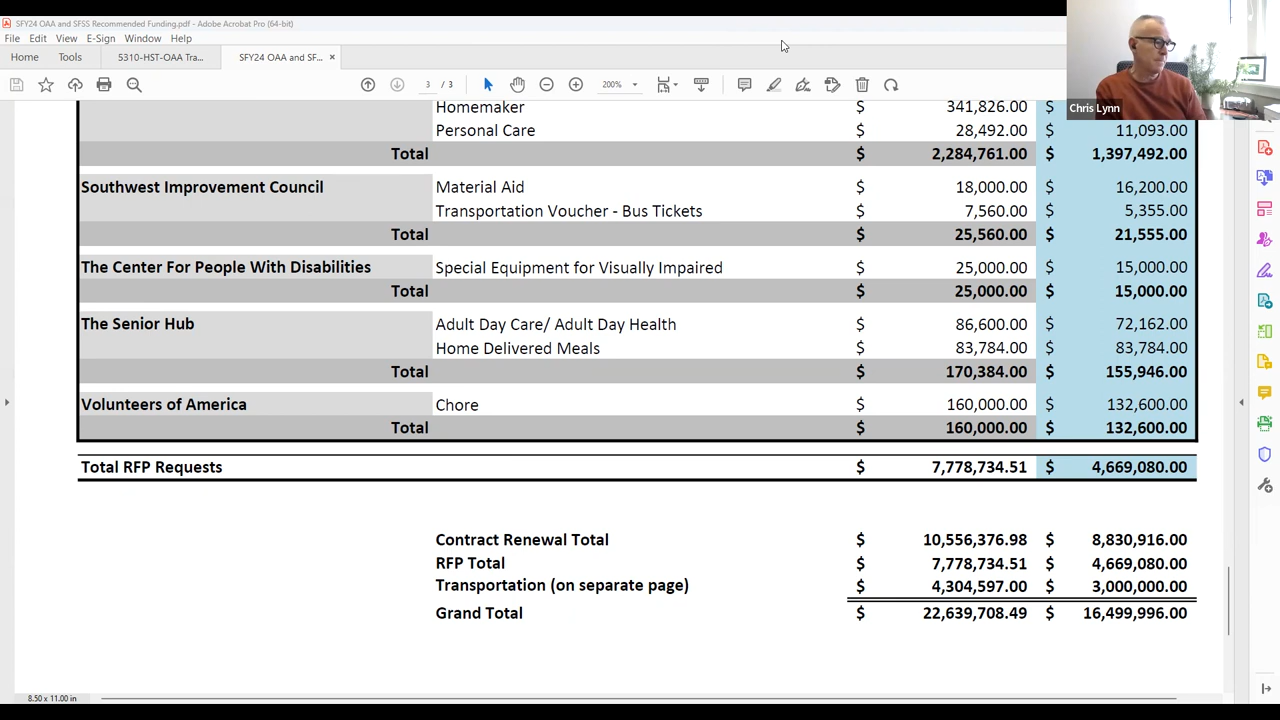 SFY24 OAA and SFSS Recommended Funding.pdf - Adobe Acrobat Pro (64-bit)
File Edit View E-Sign Window Help
Home Tools 5310-HST-OAA Tra... SFY24 OAA and SF... ×
3 / 3 200%
Chris Lynn
Homemaker $ 341,826.00 $
Personal Care $ 28,492.00 $ 11,093.00
Total $ 2,284,761.00 $ 1,397,492.00
Southwest Improvement Council Material Aid $ 18,000.00 $ 16,200.00
Transportation Voucher - Bus Tickets $ 7,560.00 $ 5,355.00
Total $ 25,560.00 $ 21,555.00
The Center For People With Disabilities Special Equipment for Visually Impaired $ 25,000.00 $ 15,000.00
Total $ 25,000.00 $ 15,000.00
The Senior Hub Adult Day Care/ Adult Day Health $ 86,600.00 $ 72,162.00
Home Delivered Meals $ 83,784.00 $ 83,784.00
Total $ 170,384.00 $ 155,946.00
Volunteers of America Chore $ 160,000.00 $ 132,600.00
Total $ 160,000.00 $ 132,600.00
Total RFP Requests $ 7,778,734.51 $ 4,669,080.00
Contract Renewal Total $ 10,556,376.98 $ 8,830,916.00
RFP Total $ 7,778,734.51 $ 4,669,080.00
Transportation (on separate page) $ 4,304,597.00 $ 3,000,000.00
Grand Total $ 22,639,708.49 $ 16,499,996.00
8.50 x 11.00 in